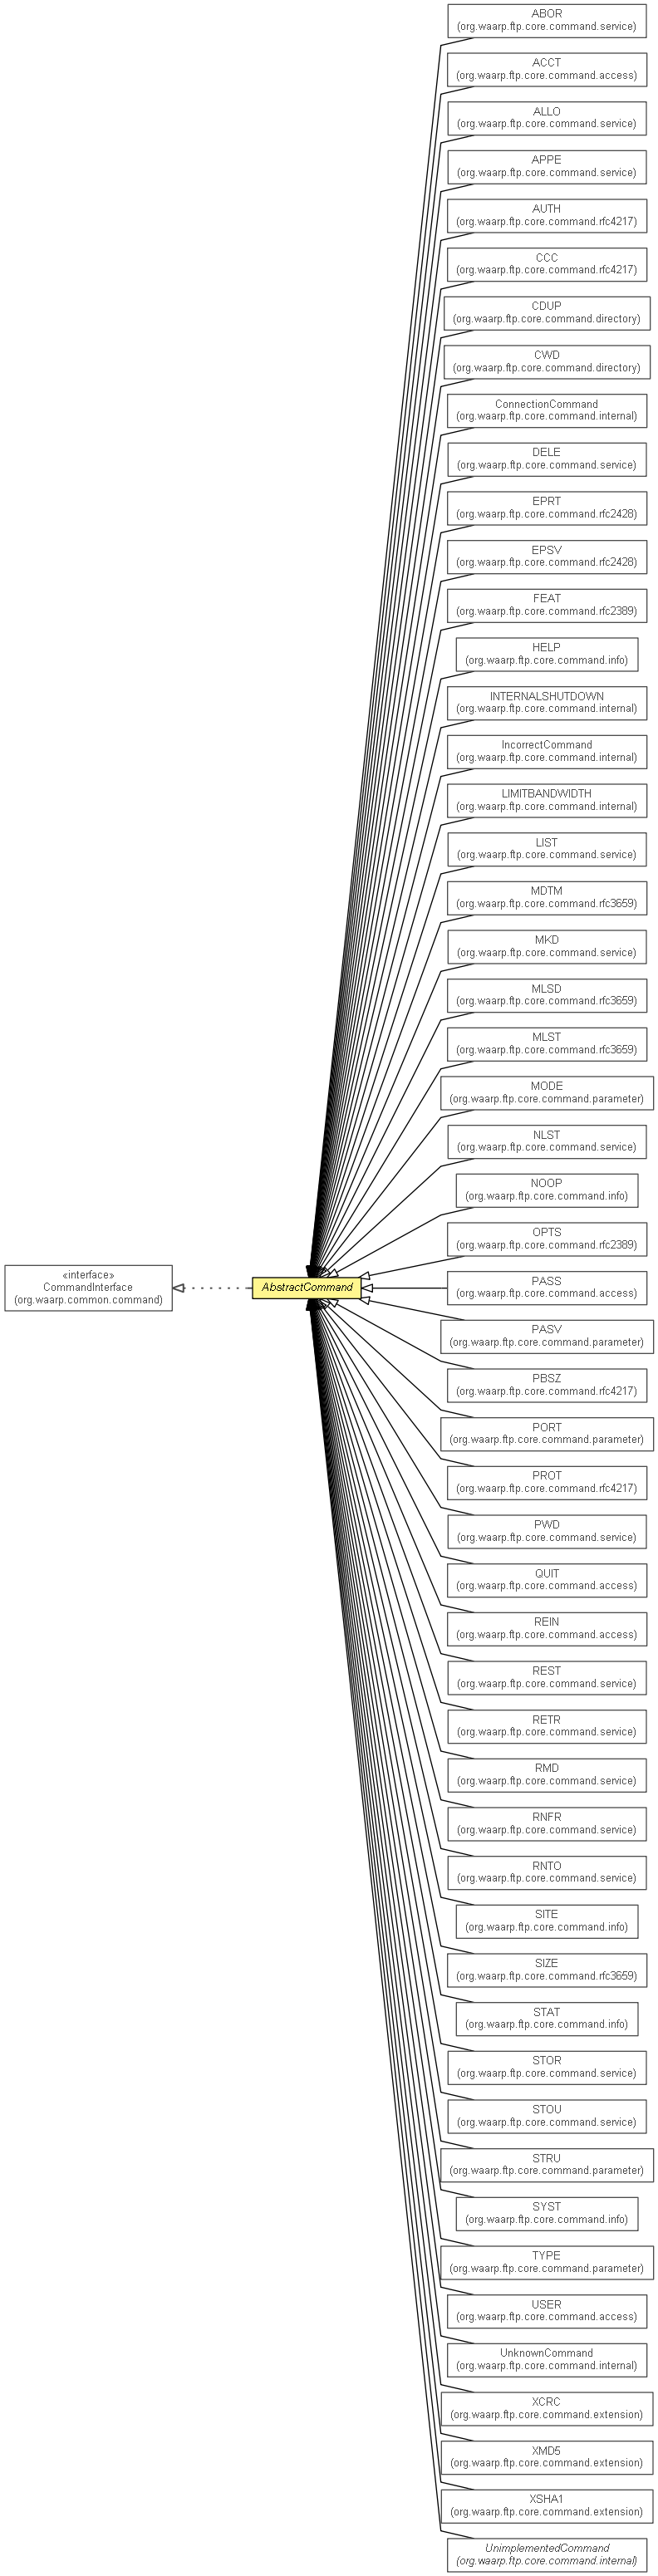 ABOR
(org.waarp.ftp.core.command.service)
ACCT
(org.waarp.ftp.core.command.access)
ALLO
(org.waarp.ftp.core.command.service)
APPE
(org.waarp.ftp.core.command.service)
AUTH
(org.waarp.ftp.core.command.rfc4217)
CCC
(org.waarp.ftp.core.command.rfc4217)
CDUP
(org.waarp.ftp.core.command.directory)
CWD
(org.waarp.ftp.core.command.directory)
ConnectionCommand
(org.waarp.ftp.core.command.internal)
DELE
(org.waarp.ftp.core.command.service)
EPRT
(org.waarp.ftp.core.command.rfc2428)
EPSV
(org.waarp.ftp.core.command.rfc2428)
FEAT
(org.waarp.ftp.core.command.rfc2389)
HELP
(org.waarp.ftp.core.command.info)
INTERNALSHUTDOWN
(org.waarp.ftp.core.command.internal)
IncorrectCommand
(org.waarp.ftp.core.command.internal)
LIMITBANDWIDTH
(org.waarp.ftp.core.command.internal)
LIST
(org.waarp.ftp.core.command.service)
MDTM
(org.waarp.ftp.core.command.rfc3659)
MKD
(org.waarp.ftp.core.command.service)
MLSD
(org.waarp.ftp.core.command.rfc3659)
MLST
(org.waarp.ftp.core.command.rfc3659)
MODE
(org.waarp.ftp.core.command.parameter)
NLST
(org.waarp.ftp.core.command.service)
NOOP
(org.waarp.ftp.core.command.info)
OPTS
(org.waarp.ftp.core.command.rfc2389)
«interface»
CommandInterface
(org.waarp.common.command)
AbstractCommand
PASS
(org.waarp.ftp.core.command.access)
PASV
(org.waarp.ftp.core.command.parameter)
PBSZ
(org.waarp.ftp.core.command.rfc4217)
PORT
(org.waarp.ftp.core.command.parameter)
PROT
(org.waarp.ftp.core.command.rfc4217)
PWD
(org.waarp.ftp.core.command.service)
QUIT
(org.waarp.ftp.core.command.access)
REIN
(org.waarp.ftp.core.command.access)
REST
(org.waarp.ftp.core.command.service)
RETR
(org.waarp.ftp.core.command.service)
RMD
(org.waarp.ftp.core.command.service)
RNFR
(org.waarp.ftp.core.command.service)
RNTO
(org.waarp.ftp.core.command.service)
SITE
(org.waarp.ftp.core.command.info)
SIZE
(org.waarp.ftp.core.command.rfc3659)
STAT
(org.waarp.ftp.core.command.info)
STOR
(org.waarp.ftp.core.command.service)
STOU
(org.waarp.ftp.core.command.service)
STRU
(org.waarp.ftp.core.command.parameter)
SYST
(org.waarp.ftp.core.command.info)
TYPE
(org.waarp.ftp.core.command.parameter)
USER
(org.waarp.ftp.core.command.access)
UnknownCommand
(org.waarp.ftp.core.command.internal)
XCRC
(org.waarp.ftp.core.command.extension)
XMD5
(org.waarp.ftp.core.command.extension)
XSHA1
(org.waarp.ftp.core.command.extension)
UnimplementedCommand
(org.waarp.ftp.core.command.internal)